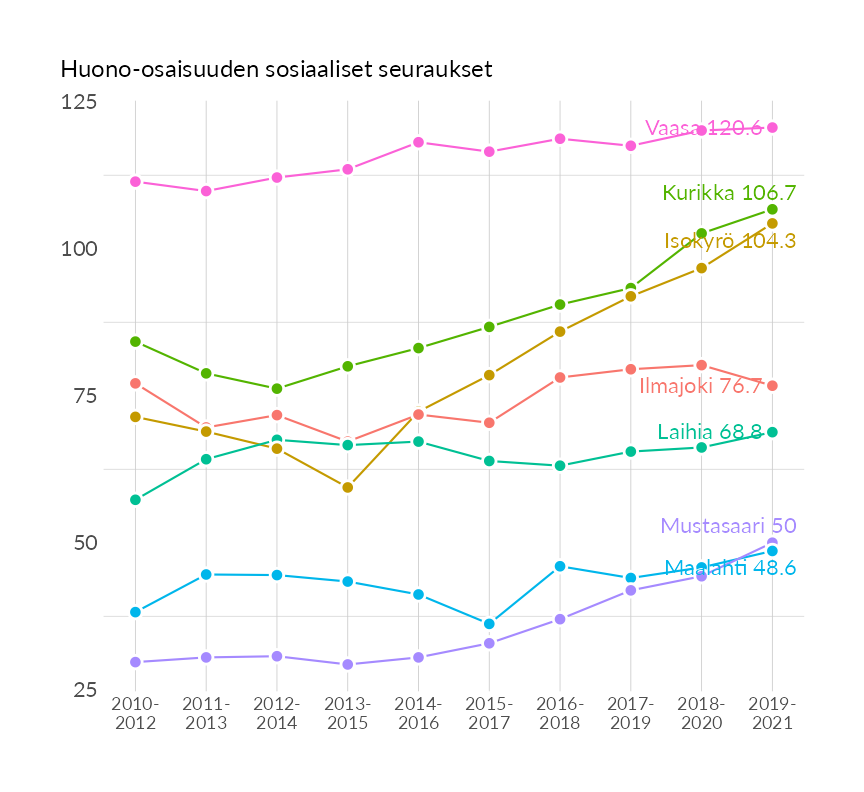 Huono-osaisuuden sosiaaliset seuraukset
125
Vaasa 120.6
Kurikka 106.7
Isokyrö 104.3
100
Ilmajoki 76.7
75
Laihia 68.8
Mustasaari 50
50
Maalahti 48.6
25
2010- 2011- 2012- 2013- 2014- 2015- 2016- 2017- 2018- 2019-
2012 2013 2014 2015 2016 2017 2018 2019 2020 2021